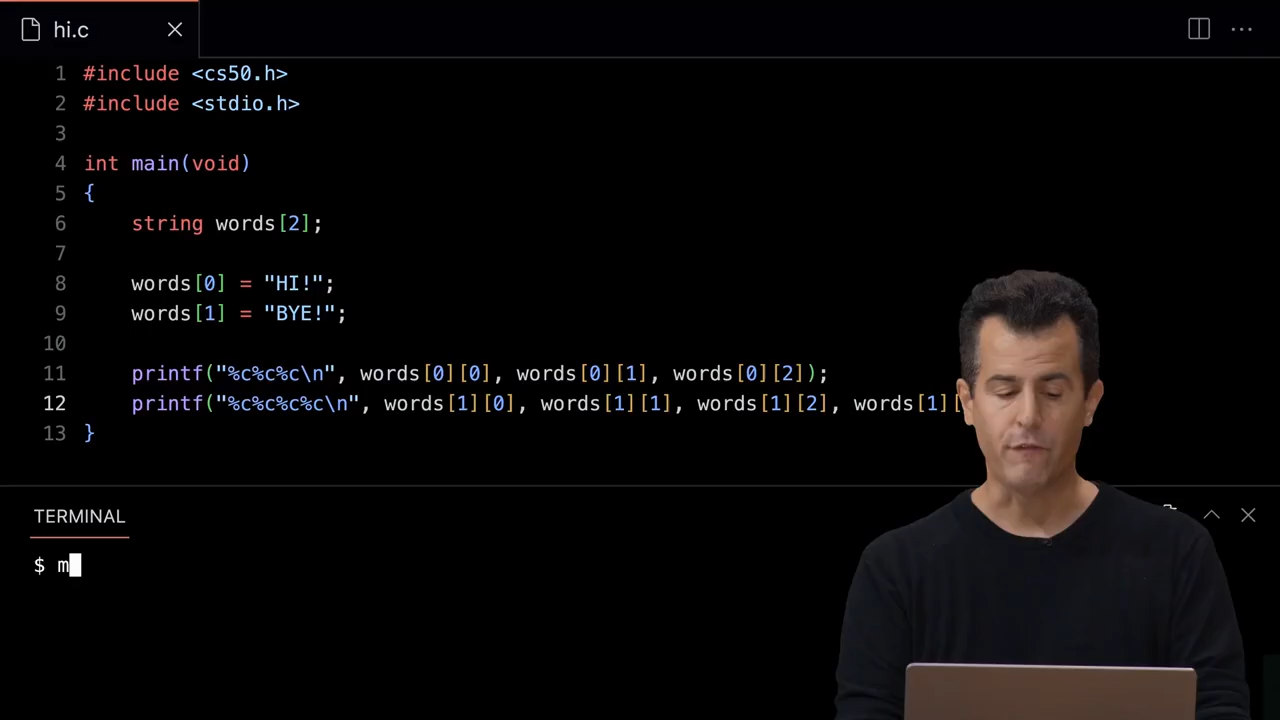 hi.c
1 #include <cs50.h>
2 #include <stdio.h>
3
4 int main(void)
5 {
6     string words[2];
7
8     words[0] = "HI!";
9     words[1] = "BYE!";
10
11     printf("%c%c%c\n", words[0][0], words[0][1], words[0][2]);
12     printf("%c%c%c%c\n", words[1][0], words[1][1], words[1][2], words[1][
13 }
TERMINAL
$ m